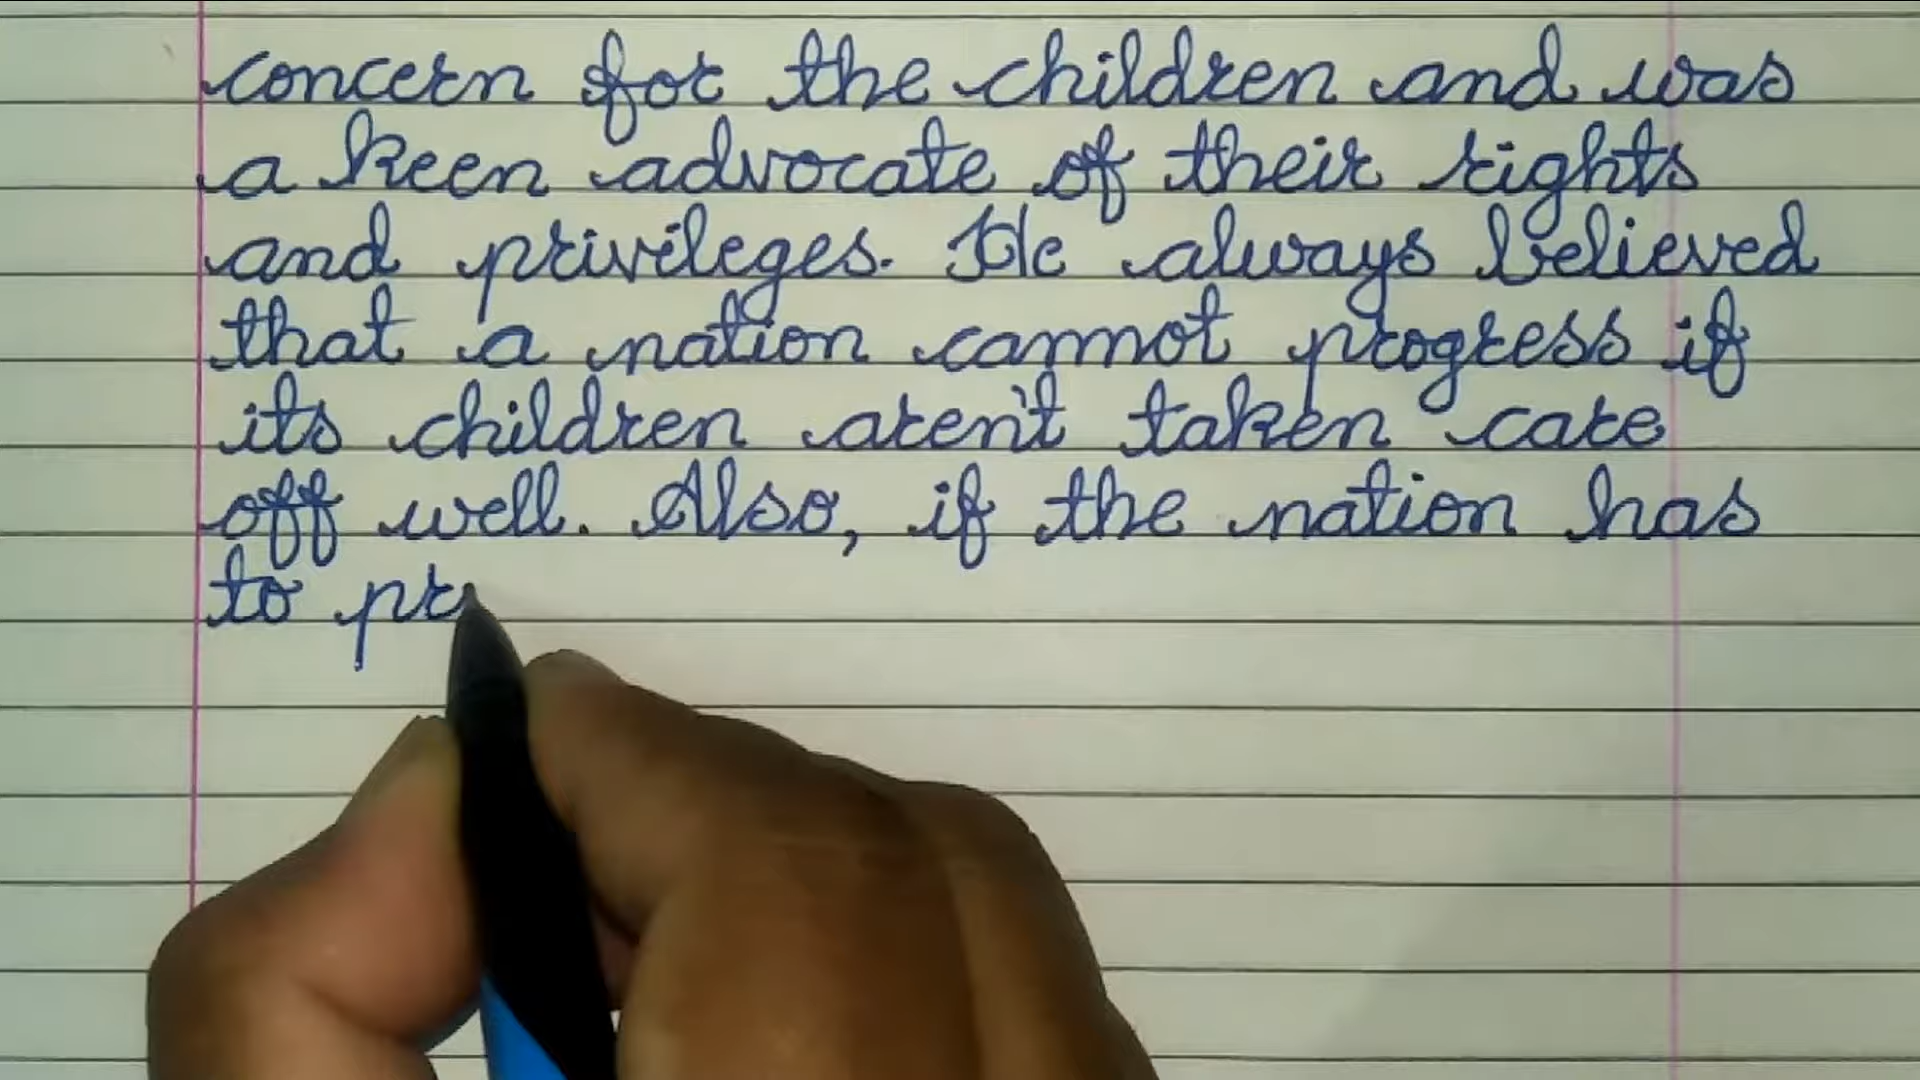 concern for the children and was
a keen advocate of their rights
and privileges. He always believed
that a nation cannot progress if
its children aren't taken care
off well. Also, if the nation has
to pr